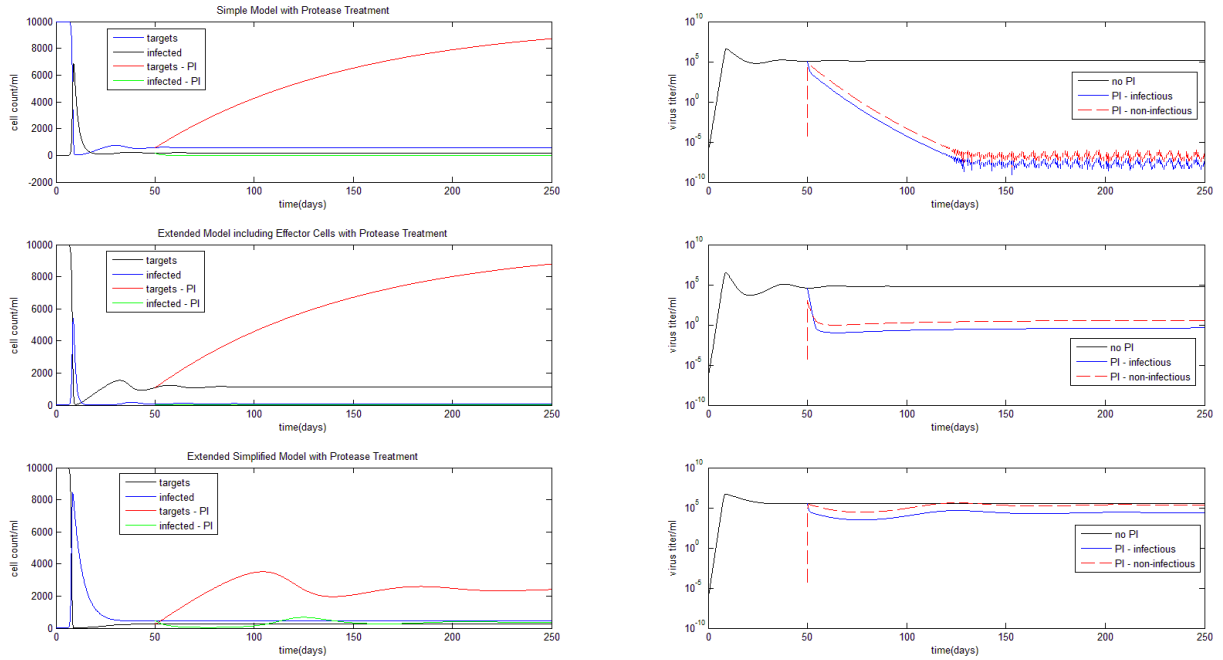 Simple Model with Protease Treatment
10000
8000
6000
4000
2000
0
-2000
cell count/ml
targets
infected
targets - PI
infected - PI
0 50 100 150 200 250
time(days)
10^10
10^5
10^0
10^-5
10^-10
virus titer/ml
no PI
PI - infectious
PI - non-infectious
0 50 100 150 200 250
time(days)
Extended Model including Effector Cells with Protease Treatment
10000
8000
6000
4000
2000
0
cell count/ml
targets
infected
targets - PI
infected - PI
0 50 100 150 200 250
time(days)
10^10
10^5
10^0
10^-5
10^-10
virus titer/ml
no PI
PI - infectious
PI - non-infectious
0 50 100 150 200 250
time(days)
Extended Simplified Model with Protease Treatment
10000
8000
6000
4000
2000
0
cell count/ml
targets
infected
targets - PI
infected - PI
0 50 100 150 200 250
time(days)
10^10
10^5
10^0
10^-5
10^-10
virus titer/ml
no PI
PI - infectious
PI - non-infectious
0 50 100 150 200 250
time(days)